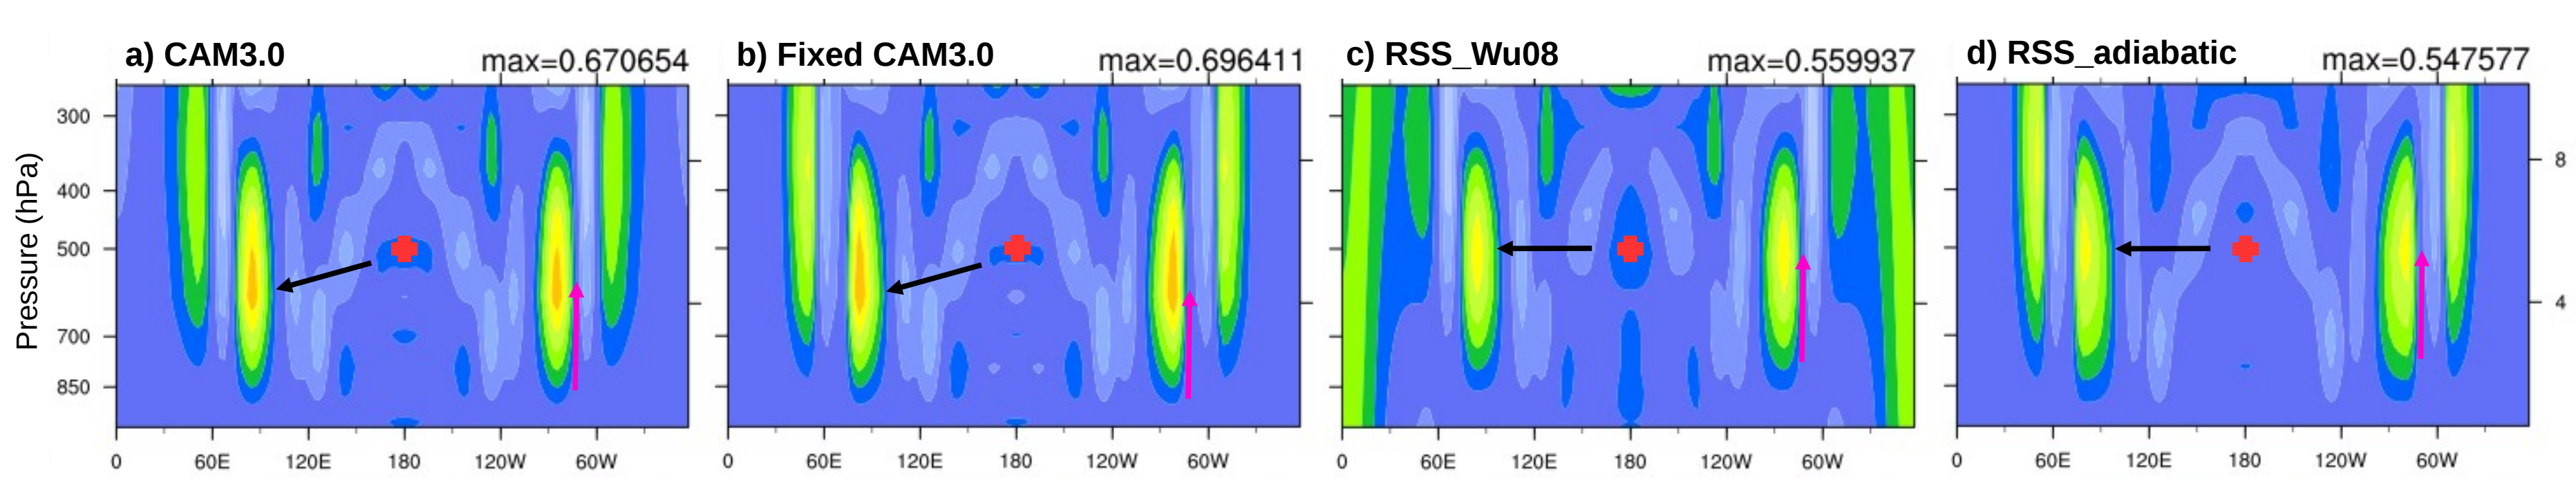 a) CAM3.0 max=0.670654 b) Fixed CAM3.0 max=0.696411 c) RSS_Wu08 max=0.559937 d) RSS_adiabatic max=0.547577
Pressure (hPa)
300
400
500
700
850
8
4
0 60E 120E 180 120W 60W 0 60E 120E 180 120W 60W 0 60E 120E 180 120W 60W 0 60E 120E 180 120W 60W